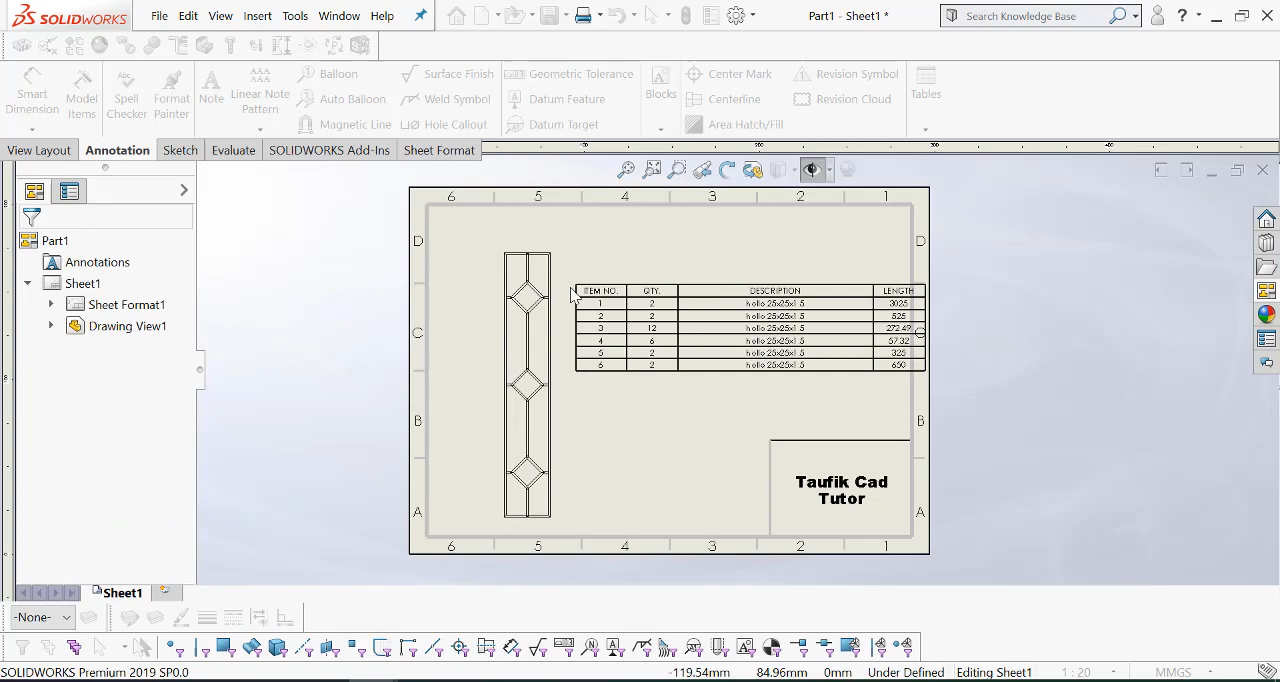 SOLIDWORKS File Edit View Insert Tools Window Help Part1 - Sheet1 * Search Knowledge Base ?
Smart Dimension Model Items Spell Checker Format Painter Note Linear Note Pattern
Balloon Surface Finish Geometric Tolerance Center Mark Revision Symbol
Auto Balloon Weld Symbol Datum Feature Centerline Revision Cloud
Magnetic Line Hole Callout Datum Target Area Hatch/Fill
Blocks Tables
View Layout Annotation Sketch Evaluate SOLIDWORKS Add-Ins Sheet Format
Part1
Annotations
Sheet1
Sheet Format1
Drawing View1
6 5 4 3 2 1
D D
C C
B B
A A
ITEM NO. QTY. DESCRIPTION LENGTH
1 2 hollo 25x25x1 5 3025
2 2 hollo 25x25x1 5 525
3 12 hollo 25x25x1 5 272.49
4 6 hollo 25x25x1 5 57.32
5 2 hollo 25x25x1 5 325
6 2 hollo 25x25x1 5 650
Taufik Cad
Tutor
6 5 4 3 2 1
Sheet1
-None-
SOLIDWORKS Premium 2019 SP0.0 -119.54mm 84.96mm 0mm Under Defined Editing Sheet1 1 : 20 MMGS